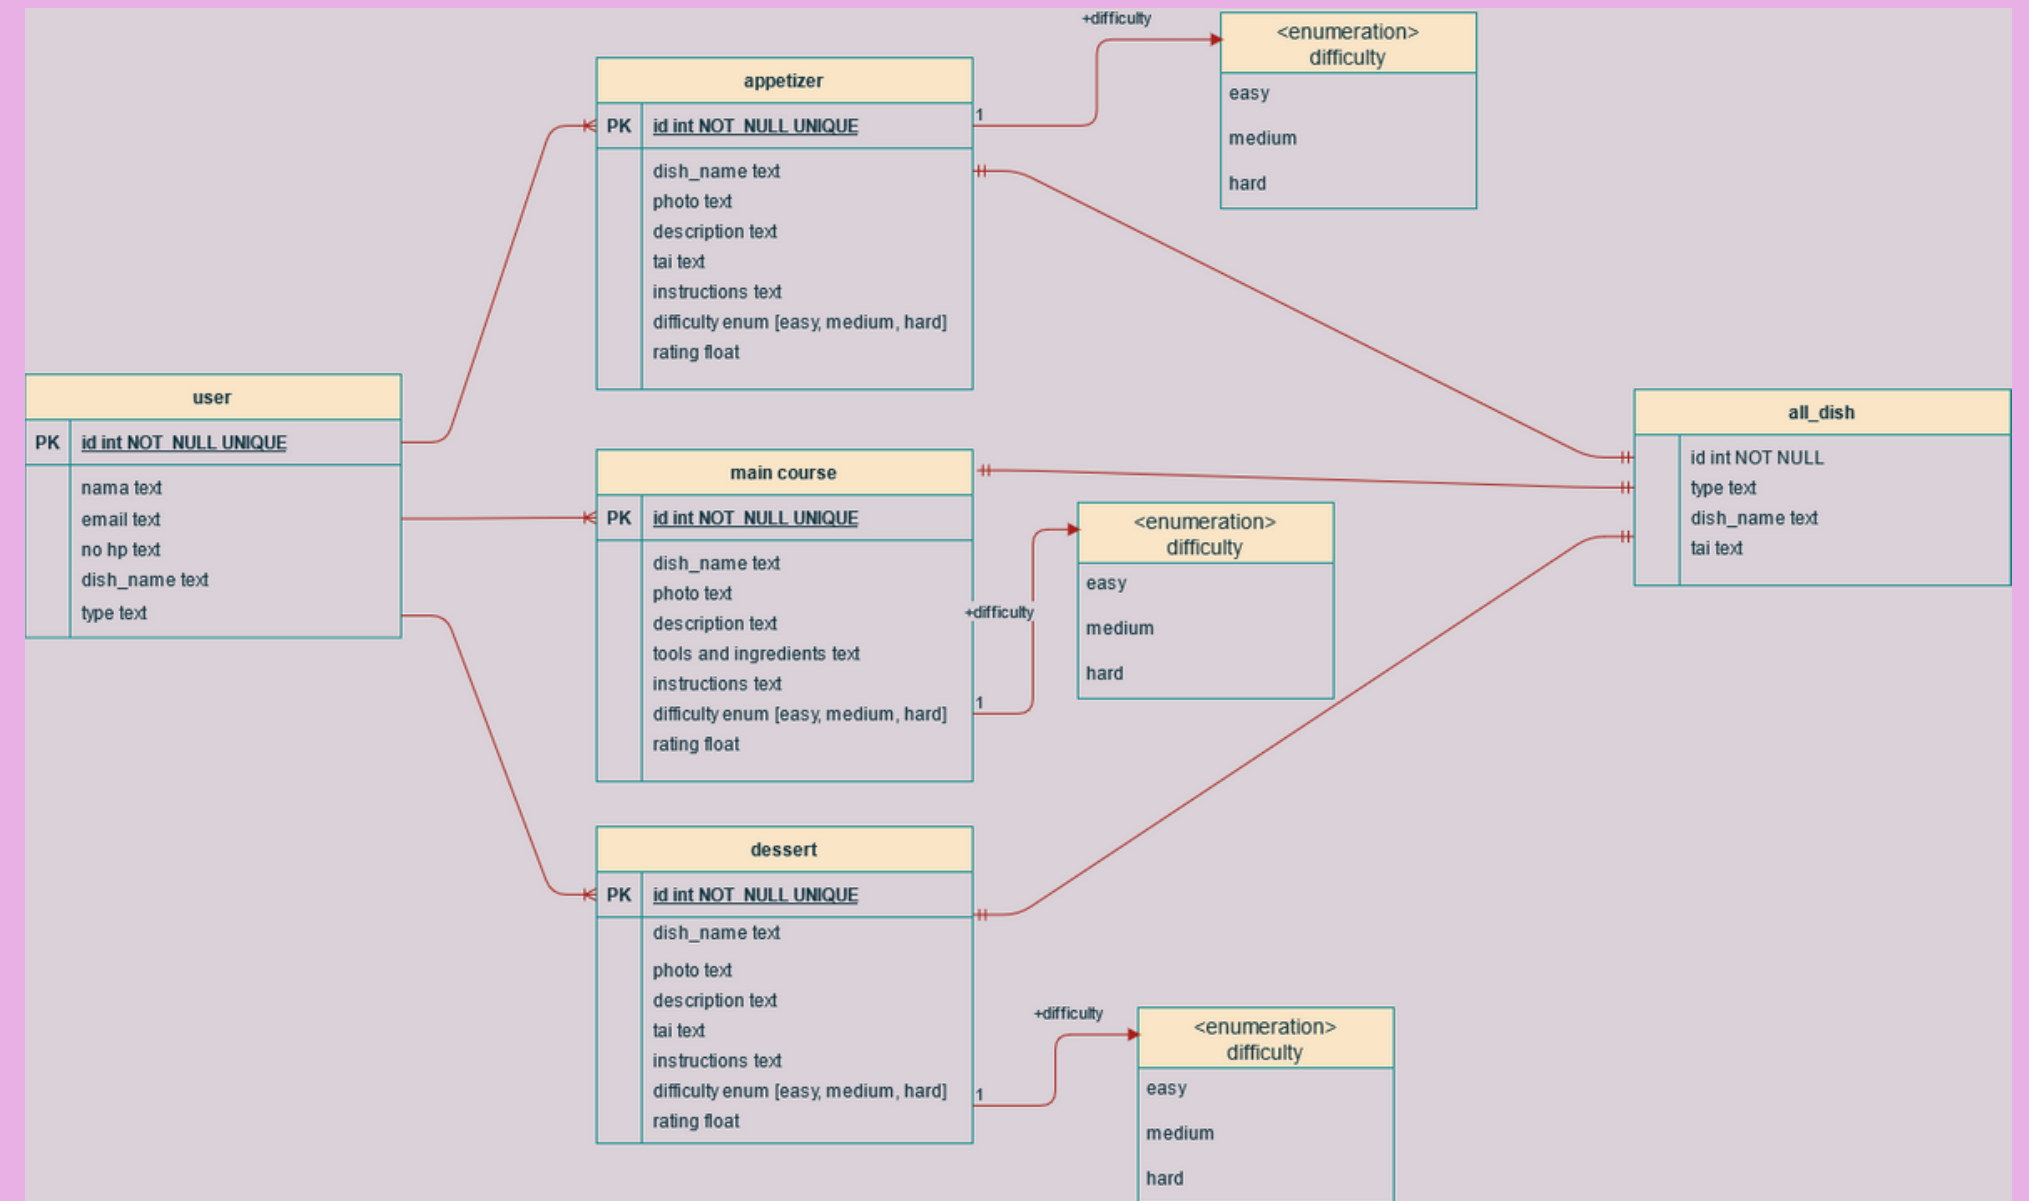 +difficulty
<enumeration>
difficulty
easy
medium
hard
appetizer
PK id int NOT NULL UNIQUE
1
dish_name text
photo text
description text
tai text
instructions text
difficulty enum [easy, medium, hard]
rating float
user
PK id int NOT NULL UNIQUE
nama text
email text
no hp text
dish_name text
type text
main course
PK id int NOT NULL UNIQUE
dish_name text
photo text
description text
tools and ingredients text
instructions text
difficulty enum [easy, medium, hard]
rating float
+difficulty
1
<enumeration>
difficulty
easy
medium
hard
all_dish
id int NOT NULL
type text
dish_name text
tai text
dessert
PK id int NOT NULL UNIQUE
dish_name text
photo text
description text
tai text
instructions text
difficulty enum [easy, medium, hard]
rating float
+difficulty
1
<enumeration>
difficulty
easy
medium
hard